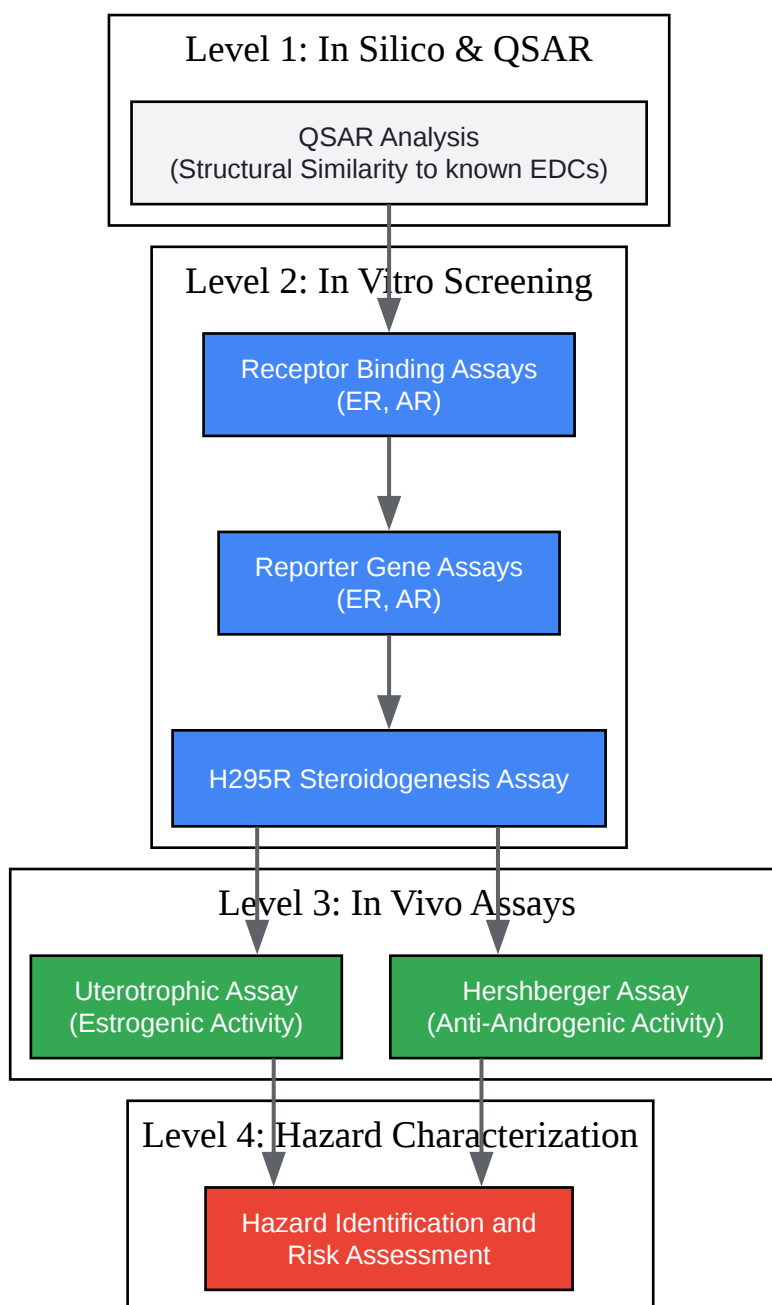 Level 1: In Silico & QSAR
QSAR Analysis
(Structural Similarity to known EDCs)
Level 2: In Vitro Screening
Receptor Binding Assays
(ER, AR)
Reporter Gene Assays
(ER, AR)
H295R Steroidogenesis Assay
Level 3: In Vivo Assays
Uterotrophic Assay
(Estrogenic Activity)
Hershberger Assay
(Anti-Androgenic Activity)
Level 4: Hazard Characterization
Hazard Identification and
Risk Assessment